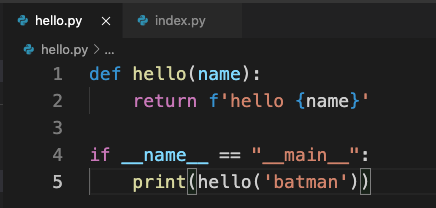 hello.py × index.py
hello.py > ...
1 def hello(name):
2     return f'hello {name}'
3
4 if __name__ == "__main__":
5     print(hello('batman'))